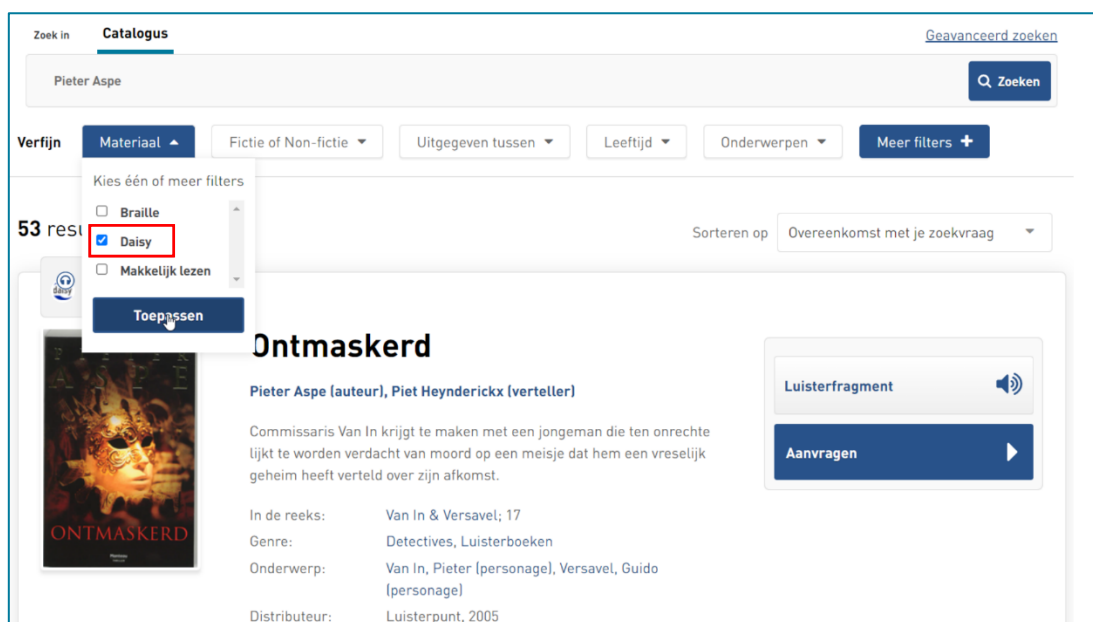 Zoek in Catalogus Geavanceerd zoeken
Pieter Aspe Zoeken
Verfijn Materiaal Fictie of Non-fictie Uitgegeven tussen Leeftijd Onderwerpen Meer filters
Kies één of meer filters
Braille
Daisy
Makkelijk lezen
Toepassen
53 resu
Sorteren op Overeenkomst met je zoekvraag
daisy
PIETER
ASPE
ONTMASKERD
Ontmaskerd
Pieter Aspe (auteur), Piet Heynderickx (verteller)
Commissaris Van In krijgt te maken met een jongeman die ten onrechte
lijkt te worden verdacht van moord op een meisje dat hem een vreselijk
geheim heeft verteld over zijn afkomst.
In de reeks: Van In & Versavel; 17
Genre: Detectives, Luisterboeken
Onderwerp: Van In, Pieter (personage), Versavel, Guido
(personage)
Distributeur: Luisterpunt, 2005
Luisterfragment
Aanvragen